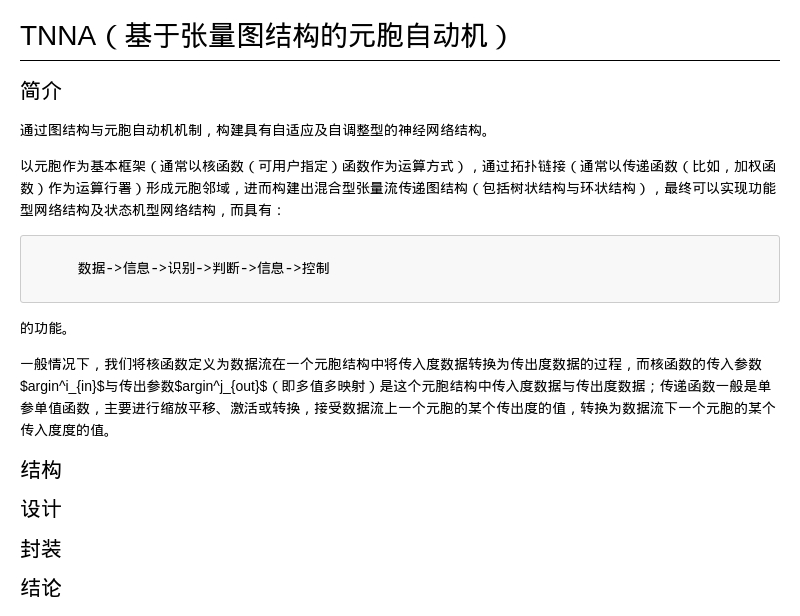 TNNA（基于张量图结构的元胞自动机）
简介
通过图结构与元胞自动机机制，构建具有自适应及自调整型的神经网络结构。
以元胞作为基本框架（通常以核函数（可用户指定）函数作为运算方式），通过拓扑链接（通常以传递函数（比如，加权函
数）作为运算行署）形成元胞邻域，进而构建出混合型张量流传递图结构（包括树状结构与环状结构），最终可以实现功能
型网络结构及状态机型网络结构，而具有：
数据->信息->识别->判断->信息->控制
的功能。
一般情况下，我们将核函数定义为数据流在一个元胞结构中将传入度数据转换为传出度数据的过程，而核函数的传入参数
$argin^i_{in}$与传出参数$argin^j_{out}$（即多值多映射）是这个元胞结构中传入度数据与传出度数据；传递函数一般是单
参单值函数，主要进行缩放平移、激活或转换，接受数据流上一个元胞的某个传出度的值，转换为数据流下一个元胞的某个
传入度度的值。
结构
设计
封装
结论